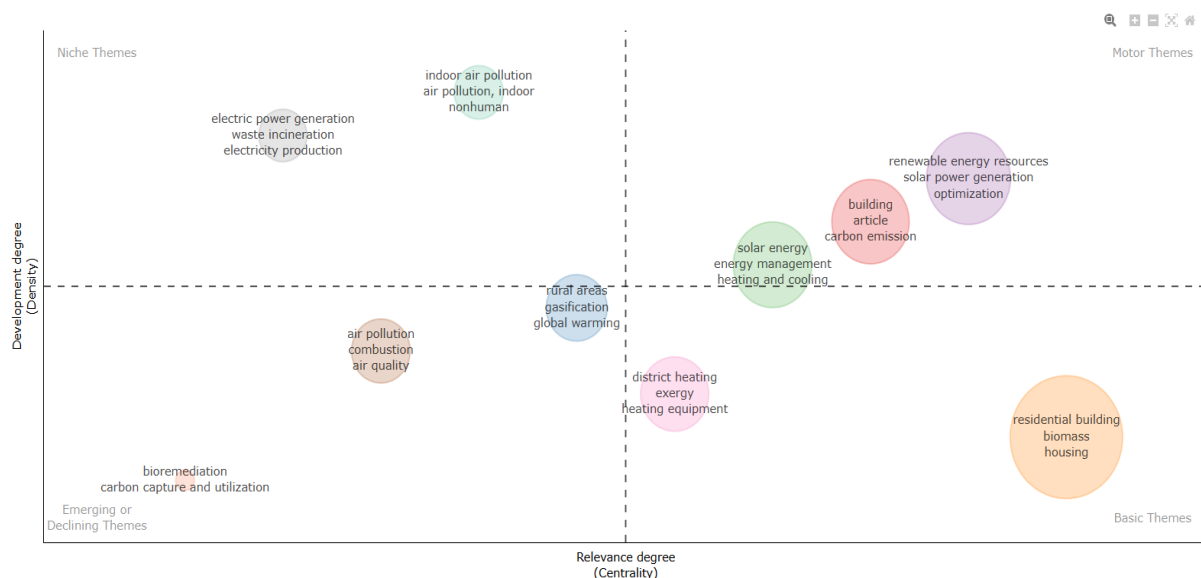 Niche Themes
Motor Themes
indoor air pollution
air pollution, indoor
nonhuman
electric power generation
waste incineration
electricity production
renewable energy resources
solar power generation
optimization
building
article
carbon emission
solar energy
energy management
heating and cooling
rural areas
gasification
global warming
air pollution
combustion
air quality
district heating
exergy
heating equipment
residential building
biomass
housing
bioremediation
carbon capture and utilization
Emerging or
Declining Themes
Basic Themes
Development degree
(Density)
Relevance degree
(Centrality)